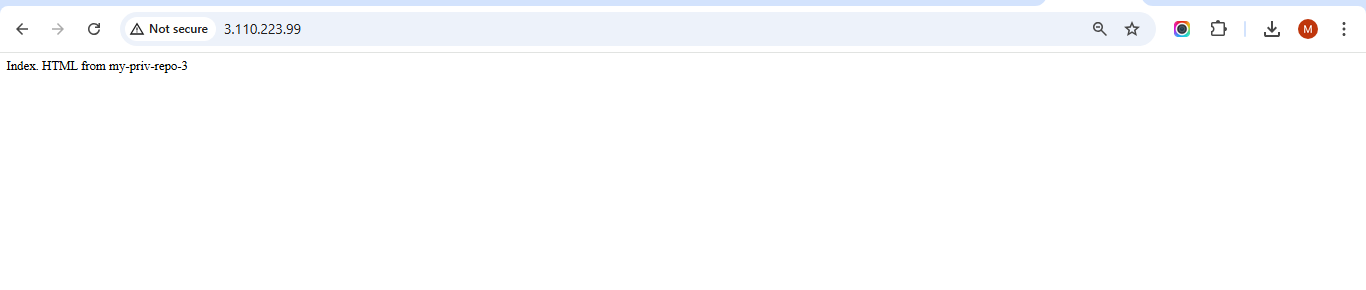 Not secure
3.110.223.99
M
Index. HTML from my-priv-repo-3